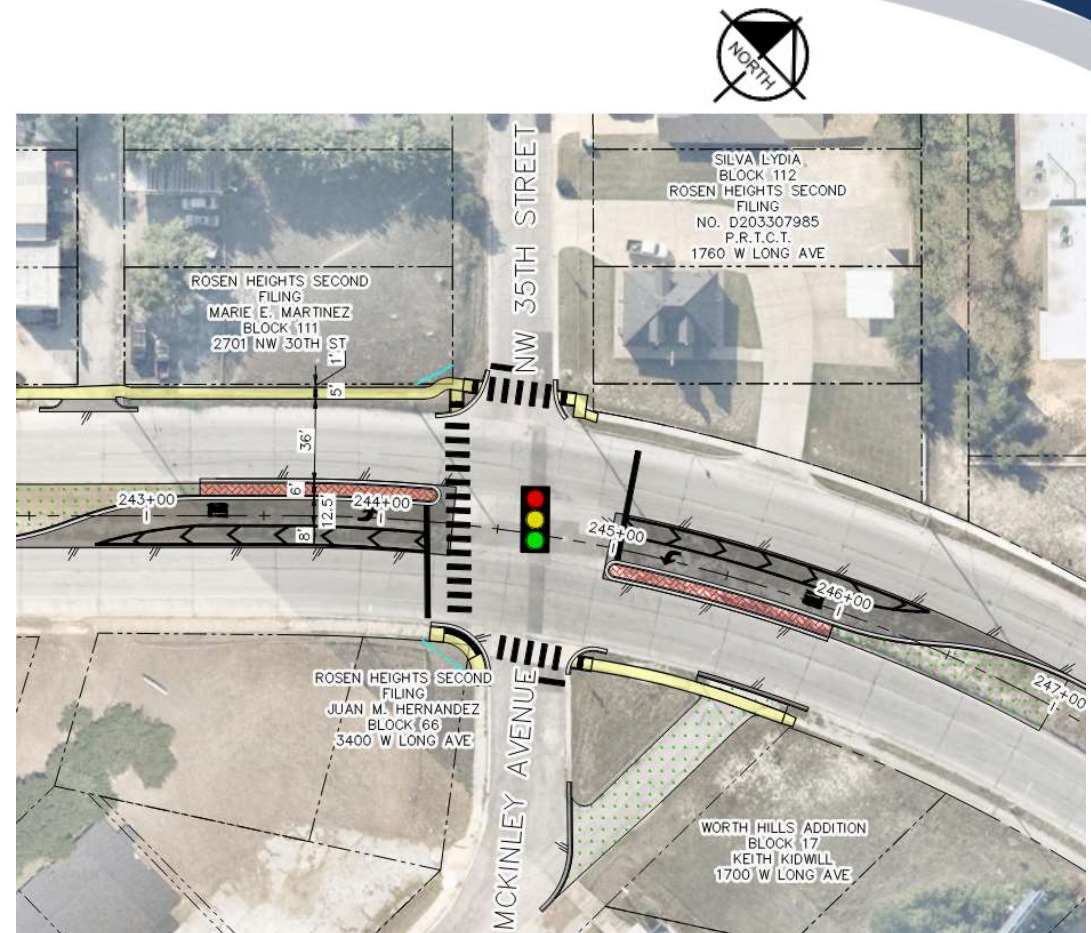 NORTH
NW 35TH STREET
SILVA LYDIA
BLOCK 112
ROSEN HEIGHTS SECOND
FILING
NO. D203307985
P.R.T.C.T.
1760 W LONG AVE
ROSEN HEIGHTS SECOND
FILING
MARIE E. MARTINEZ
BLOCK 111
2701 NW 30TH ST
1'
5'
36'
6'
12.5'
8'
243+00
244+00
245+00
246+00
247+00
ROSEN HEIGHTS SECOND
FILING
JUAN M. HERNANDEZ
BLOCK 66
3400 W LONG AVE
MCKINLEY AVENUE
WORTH HILLS ADDITION
BLOCK 17
KEITH KIDWILL
1700 W LONG AVE